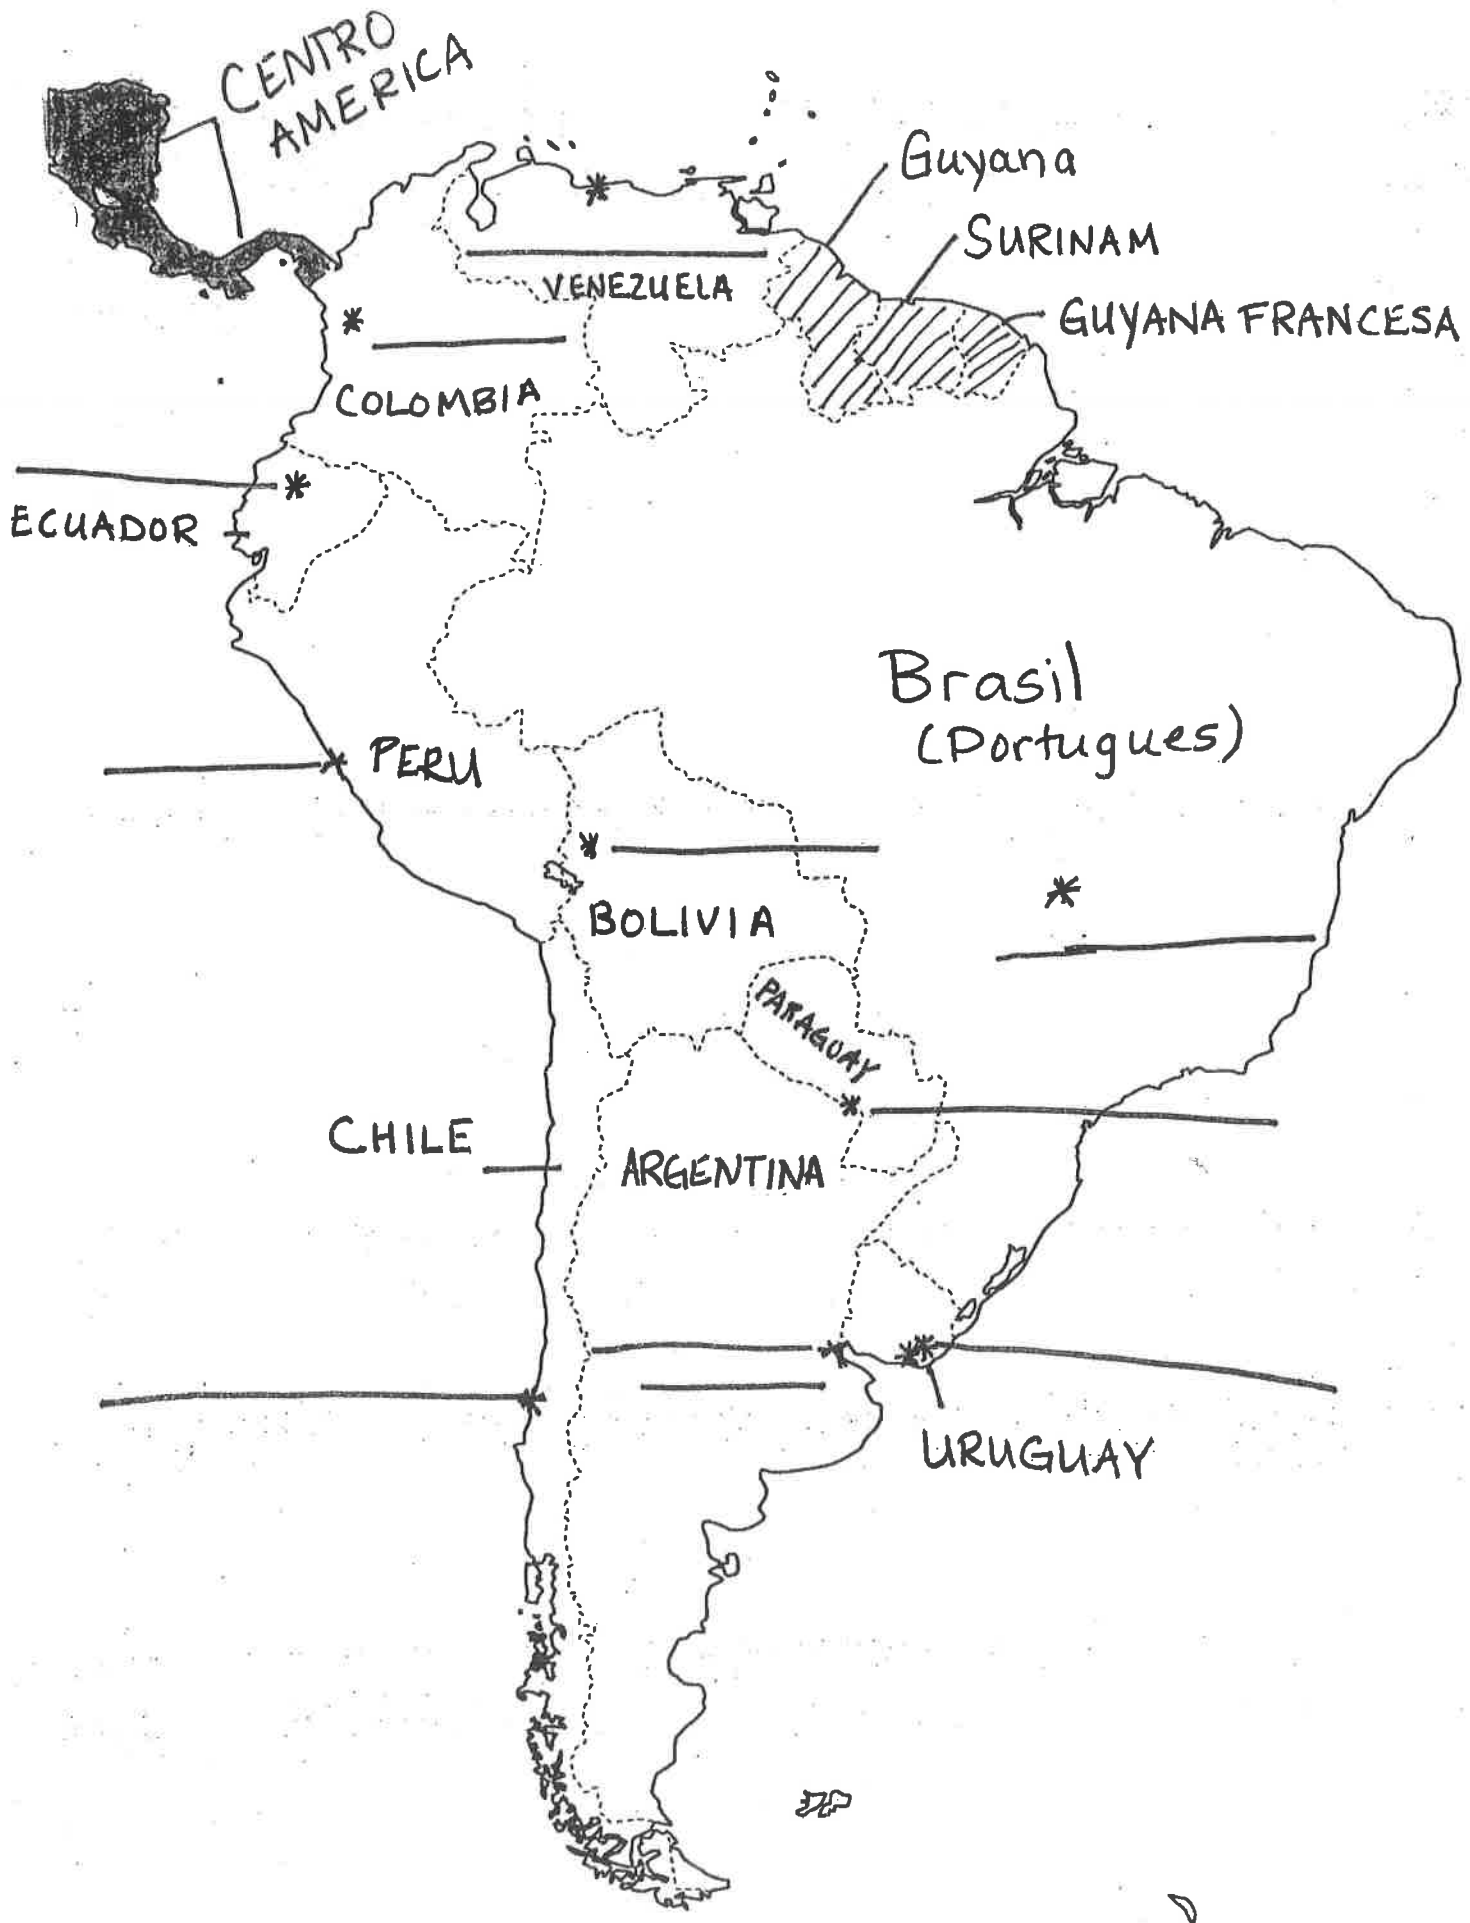 CENTRO
AMERICA
Guyana
SURINAM
VENEZUELA
GUYANA FRANCESA
COLOMBIA
ECUADOR
Brasil
(Portugues)
PERU
BOLIVIA
PARAGUAY
CHILE
ARGENTINA
URUGUAY